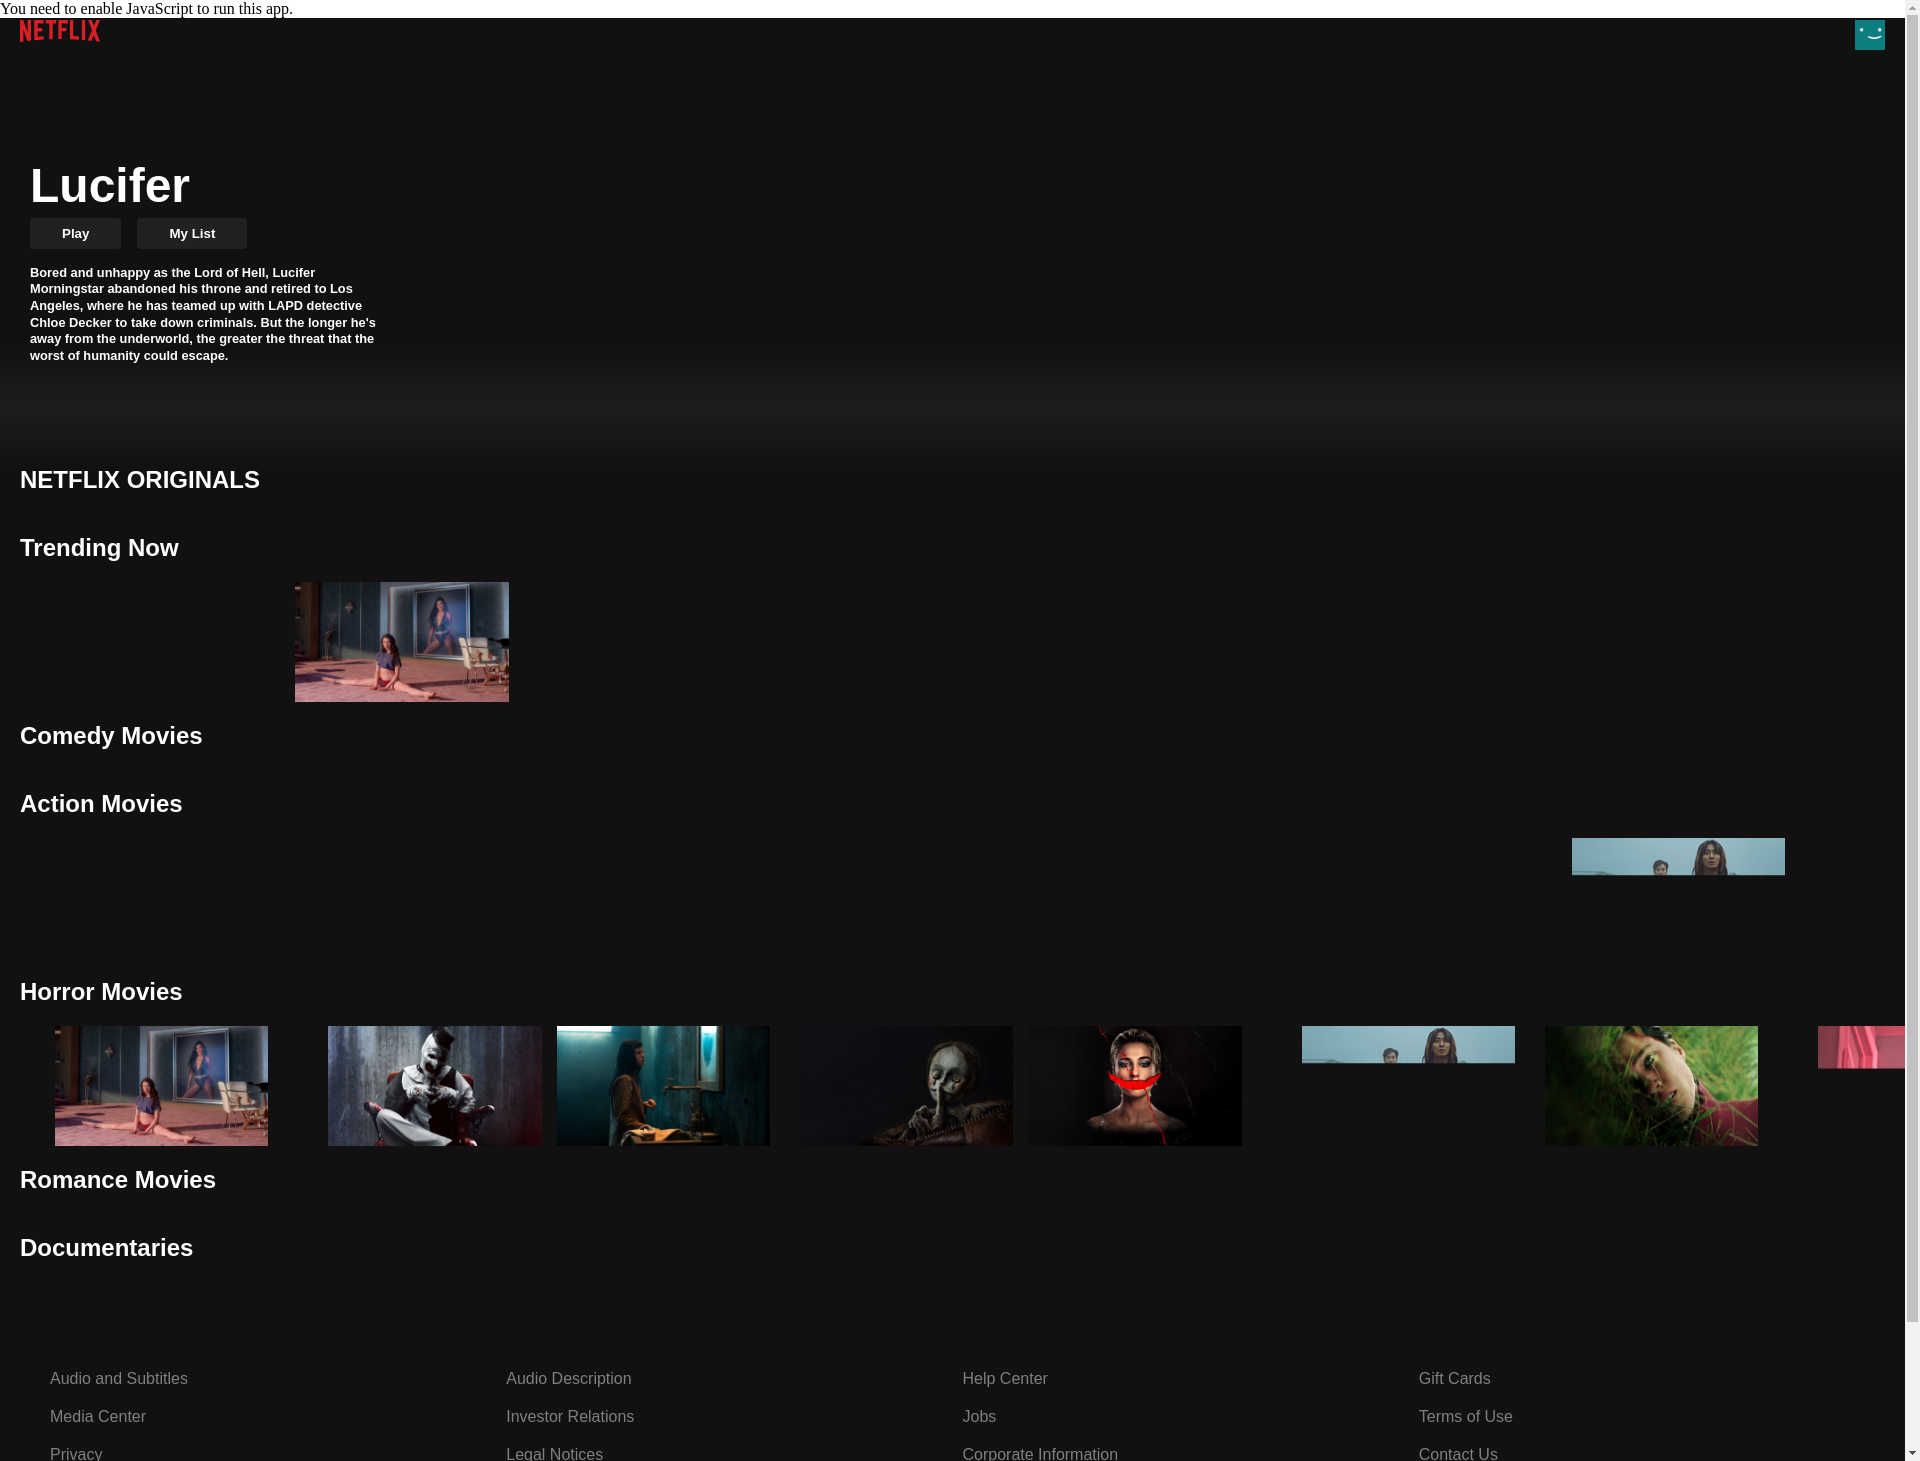 You need to enable JavaScript to run this app.
NETFLIX
Lucifer
Play
My List
Bored and unhappy as the Lord of Hell, Lucifer
Morningstar abandoned his throne and retired to Los
Angeles, where he has teamed up with LAPD detective
Chloe Decker to take down criminals. But the longer he's
away from the underworld, the greater the threat that the
worst of humanity could escape.
NETFLIX ORIGINALS
Trending Now
Comedy Movies
Action Movies
Horror Movies
Romance Movies
Documentaries
Audio and Subtitles
Audio Description
Help Center
Gift Cards
Media Center
Investor Relations
Jobs
Terms of Use
Privacy
Legal Notices
Corporate Information
Contact Us